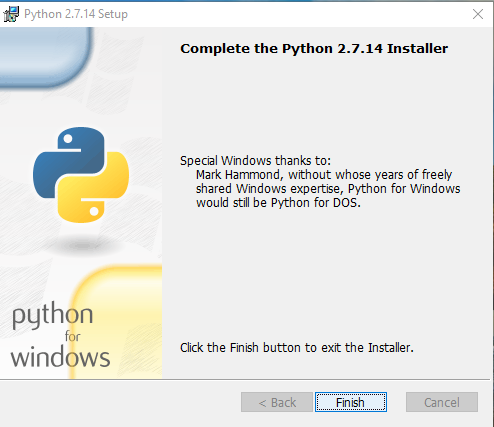 Python 2.7.14 Setup
Complete the Python 2.7.14 Installer
Special Windows thanks to:
Mark Hammond, without whose years of freely
shared Windows expertise, Python for Windows
would still be Python for DOS.
python
for
windows
Click the Finish button to exit the Installer.
< Back
Finish
Cancel